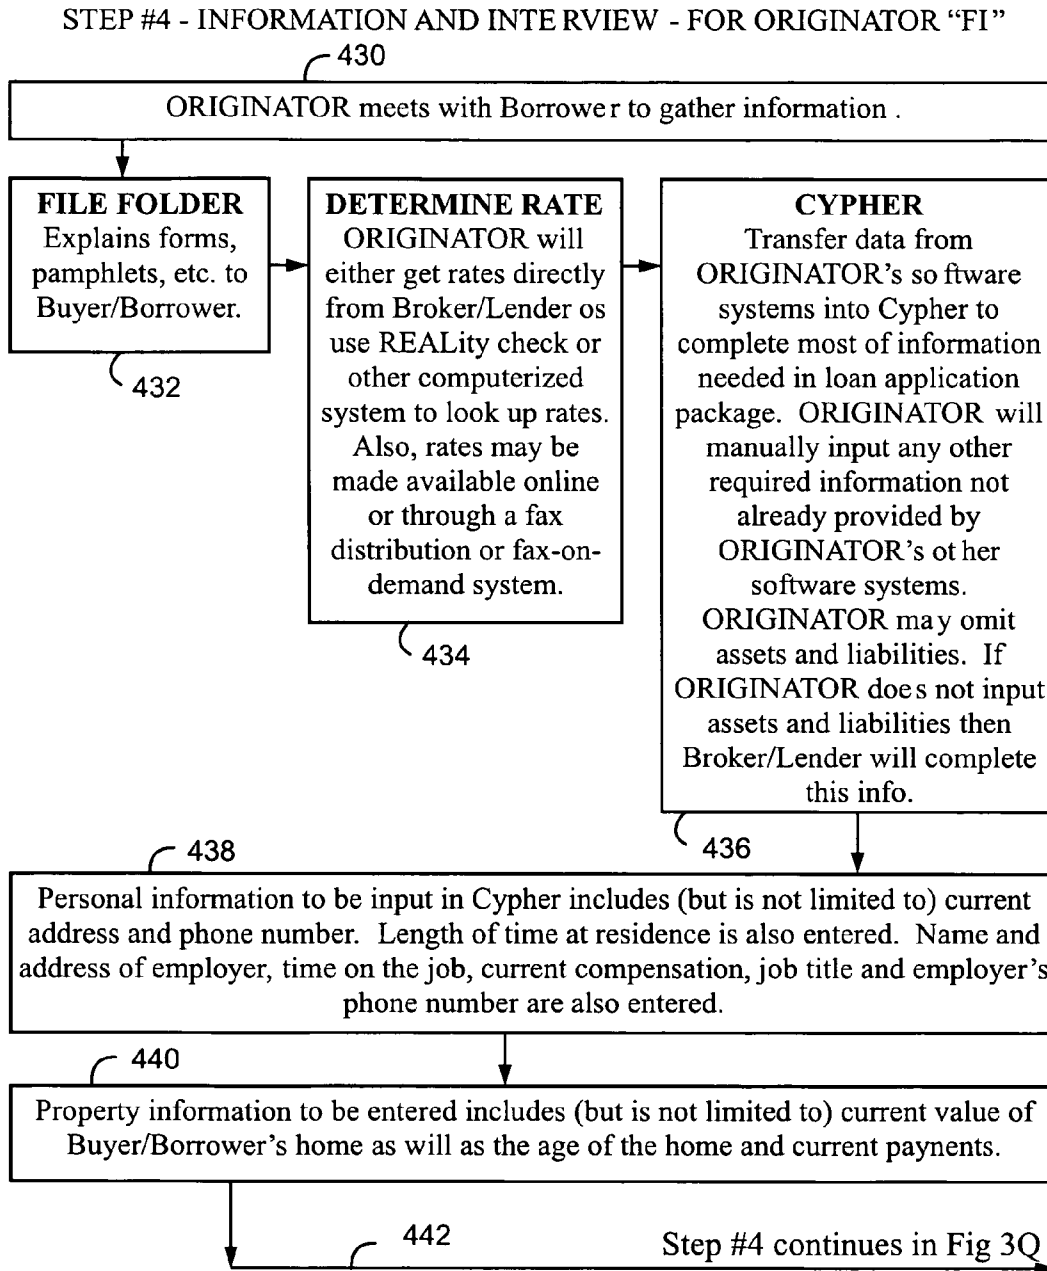 STEP #4 - INFORMATION AND INTERVIEW - FOR ORIGINATOR “FI”
430
ORIGINATOR meets with Borrower to gather information .
FILE FOLDER
Explains forms,
pamphlets, etc. to
Buyer/Borrower.
432
DETERMINE RATE
ORIGINATOR will
either get rates directly
from Broker/Lender os
use REALity check or
other computerized
system to look up rates.
Also, rates may be
made available online
or through a fax
distribution or fax-on-
demand system.
434
CYPHER
Transfer data from
ORIGINATOR's software
systems into Cypher to
complete most of information
needed in loan application
package. ORIGINATOR will
manually input any other
required information not
already provided by
ORIGINATOR's other
software systems.
ORIGINATOR may omit
assets and liabilities. If
ORIGINATOR does not input
assets and liabilities then
Broker/Lender will complete
this info.
436
438
Personal information to be input in Cypher includes (but is not limited to) current
address and phone number. Length of time at residence is also entered. Name and
address of employer, time on the job, current compensation, job title and employer's
phone number are also entered.
440
Property information to be entered includes (but is not limited to) current value of
Buyer/Borrower's home as will as the age of the home and current paynents.
442
Step #4 continues in Fig 3Q